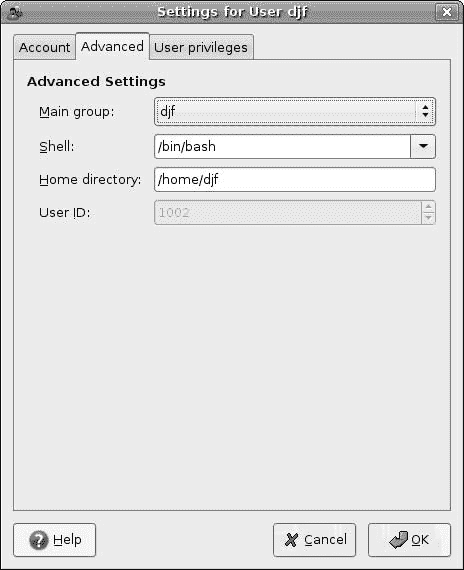 Settings for User djf
Account Advanced User privileges
Advanced Settings
Main group: djf
Shell: /bin/bash
Home directory: /home/djf
User ID: 1002
Help Cancel OK